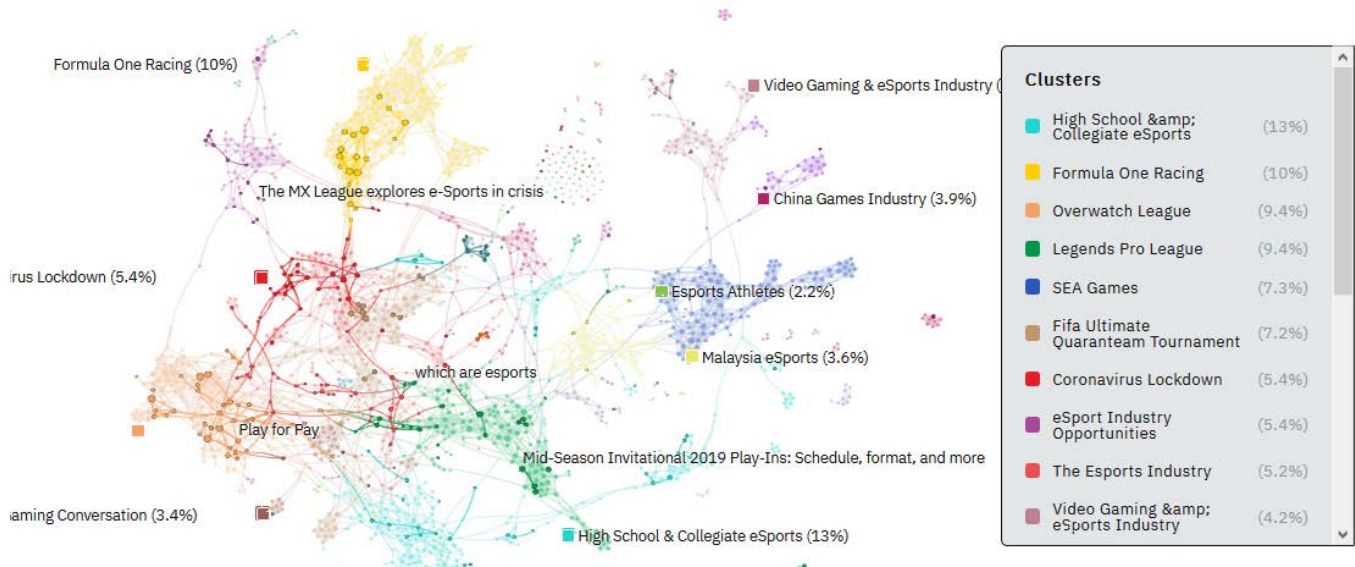 Formula One Racing (10%)
Video Gaming & eSports Industry (
The MX League explores e-Sports in crisis
China Games Industry (3.9%)
irus Lockdown (5.4%)
Esports Athletes (2.2%)
Malaysia eSports (3.6%)
which are esports
Play for Pay
Mid-Season Invitational 2019 Play-Ins: Schedule, format, and more
aming Conversation (3.4%)
High School & Collegiate eSports (13%)
Clusters
High School &amp;
Collegiate eSports (13%)
Formula One Racing (10%)
Overwatch League (9.4%)
Legends Pro League (9.4%)
SEA Games (7.3%)
Fifa Ultimate
Quaranteam Tournament (7.2%)
Coronavirus Lockdown (5.4%)
eSport Industry
Opportunities (5.4%)
The Esports Industry (5.2%)
Video Gaming &amp;
eSports Industry (4.2%)